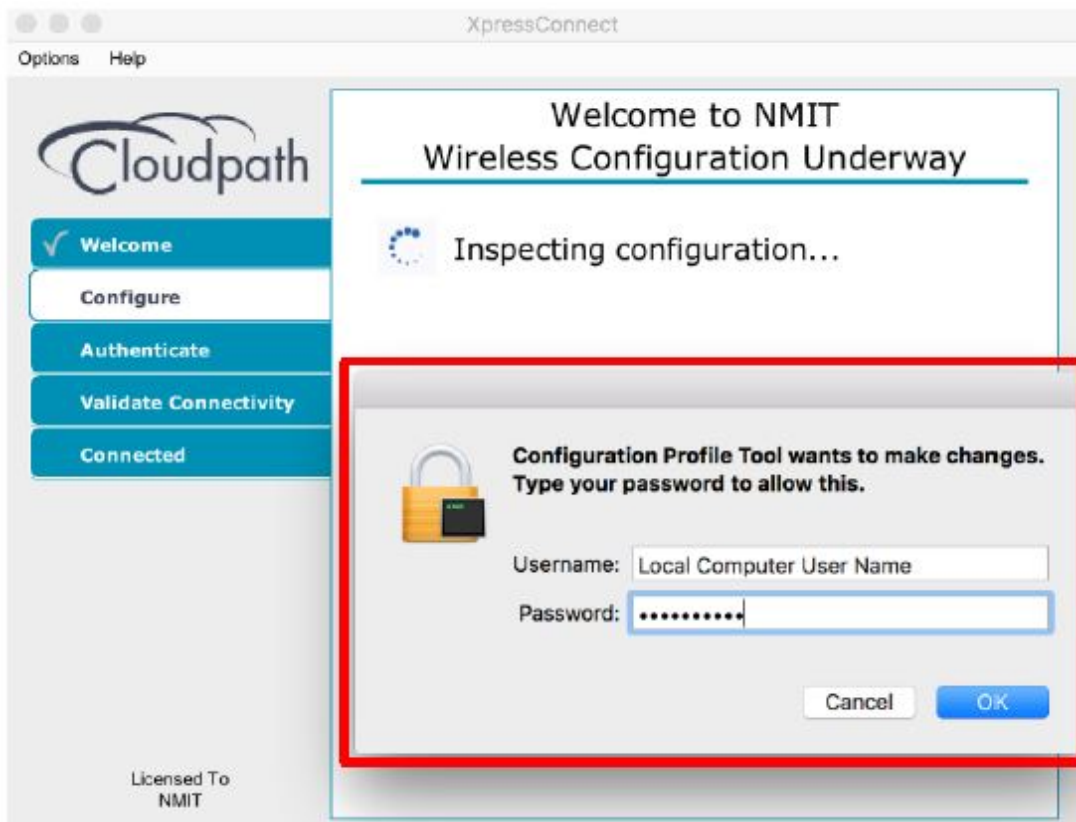 XpressConnect
Options Help
Cloudpath
Welcome
Configure
Authenticate
Validate Connectivity
Connected
Licensed To
NMIT
Welcome to NMIT
Wireless Configuration Underway
Inspecting configuration...
Configuration Profile Tool wants to make changes.
Type your password to allow this.
Username: Local Computer User Name
Password: ••••••••••
Cancel OK